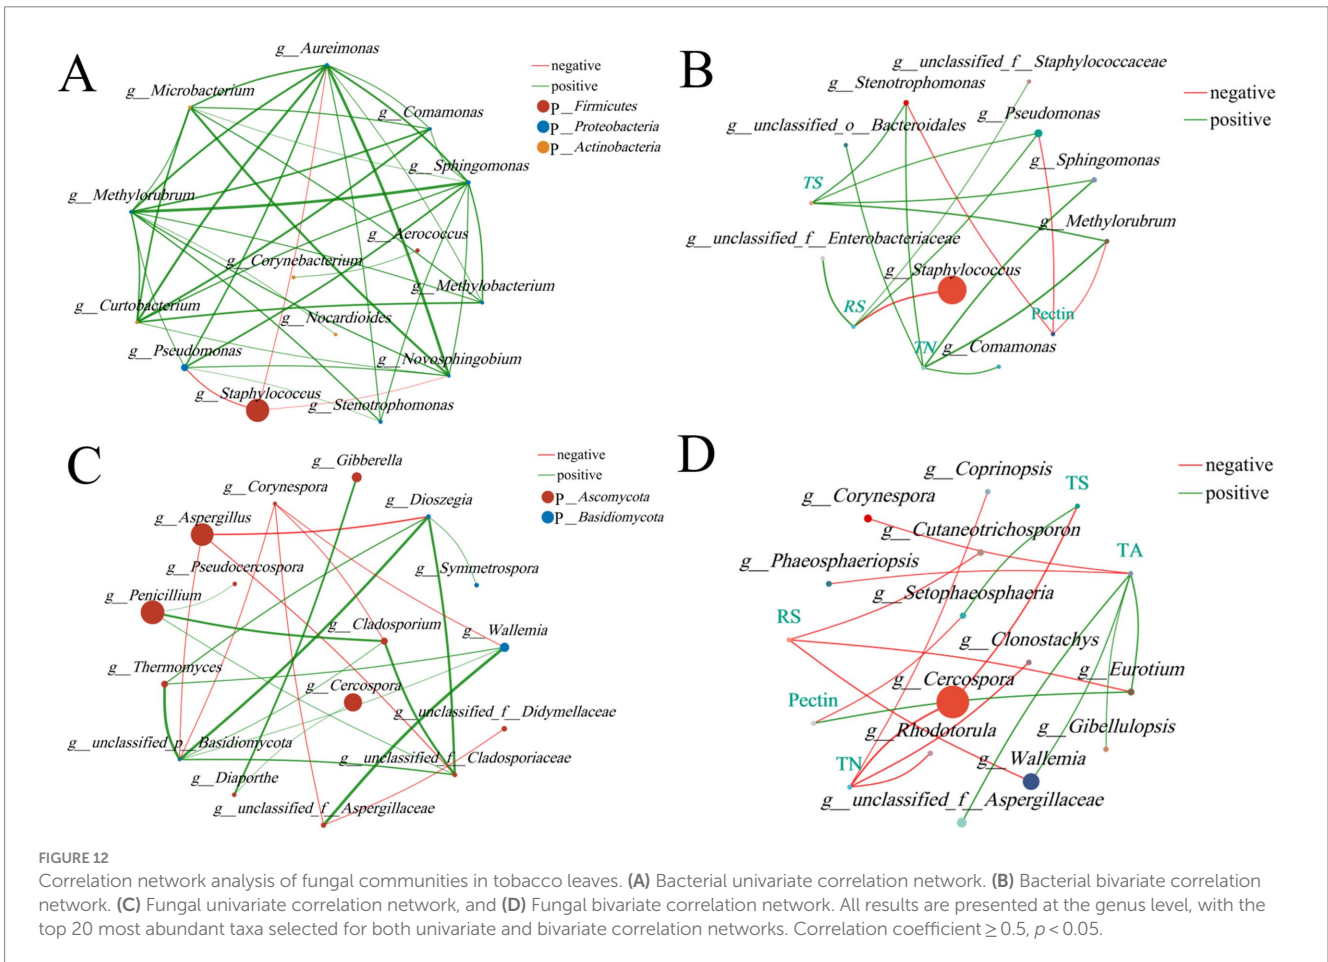 A
g__Aureimonas
g__Microbacterium
g__Comamonas
g__Sphingomonas
g__Methylorubrum
g__Aerococcus
g__Corynebacterium
g__Methylobacterium
g__Curtobacterium
g__Nocardioides
g__Pseudomonas
g__Novosphingobium
g__Staphylococcus
g__Stenotrophomonas
negative
positive
P__Firmicutes
P__Proteobacteria
P__Actinobacteria
B
g__unclassified_f__Staphylococcaceae
g__Stenotrophomonas
g__Pseudomonas
g__unclassified_o__Bacteroidales
g__Sphingomonas
TS
g__Methylorubrum
g__unclassified_f__Enterobacteriaceae
g__Staphylococcus
RS
Pectin
TN
g__Comamonas
negative
positive
C
g__Gibberella
g__Corynespora
g__Dioszegia
g__Aspergillus
g__Pseudocercospora
g__Symmetrospora
g__Penicillium
g__Cladosporium
g__Wallemia
g__Thermomyces
g__Cercospora
g__unclassified_f__Didymellaceae
g__unclassified_p__Basidiomycota
g__unclassified_f__Cladosporiaceae
g__Diaporthe
g__unclassified_f__Aspergillaceae
negative
positive
P__Ascomycota
P__Basidiomycota
D
g__Coprinopsis
TS
g__Corynespora
g__Cutaneotrichosporon
TA
g__Phaeosphaeriopsis
g__Setophaeosphaeria
RS
g__Clonostachys
g__Eurotium
g__Cercospora
Pectin
g__Rhodotorula
g__Gibellulopsis
TN
g__Wallemia
g__unclassified_f__Aspergillaceae
negative
positive
FIGURE 12
Correlation network analysis of fungal communities in tobacco leaves. (A) Bacterial univariate correlation network. (B) Bacterial bivariate correlation
network. (C) Fungal univariate correlation network, and (D) Fungal bivariate correlation network. All results are presented at the genus level, with the
top 20 most abundant taxa selected for both univariate and bivariate correlation networks. Correlation coefficient ≥ 0.5, p < 0.05.